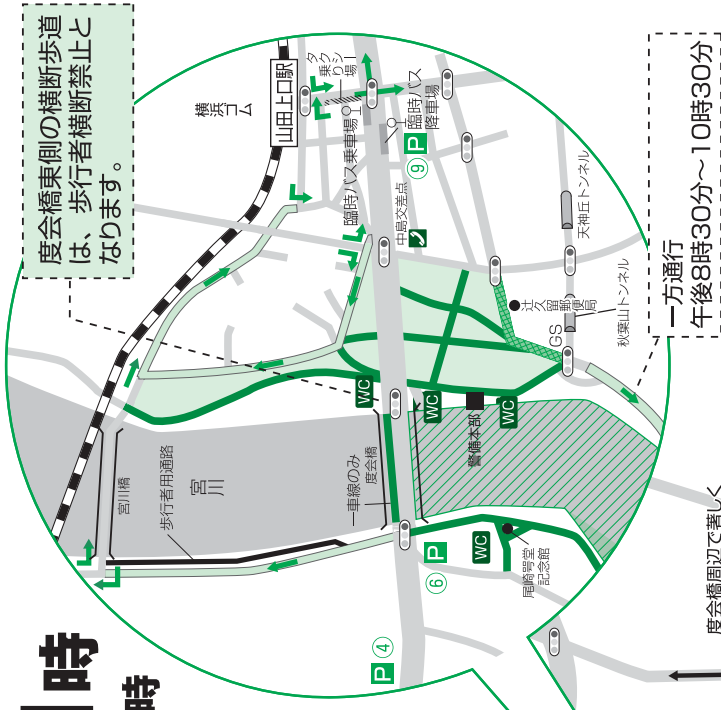 度会橋東側の横断歩道
は、歩行者横断禁止と
なります。
横浜
ゴム
山田上口駅
タクシー
乗り場
臨時バス乗車場
臨時バス
降車場
⑨ P
中島交差点
天神丘トンネル
辻久留郵便局
GS
秋葉山トンネル
一方通行
午後8時30分〜10時30分
宮川橋
歩行者用通路
宮川
一車線のみ
度会橋
WC
WC
WC
警備本部
WC
尾崎咢堂
記念館
P
⑥
P ④
時
時
度会橋周辺で著しく